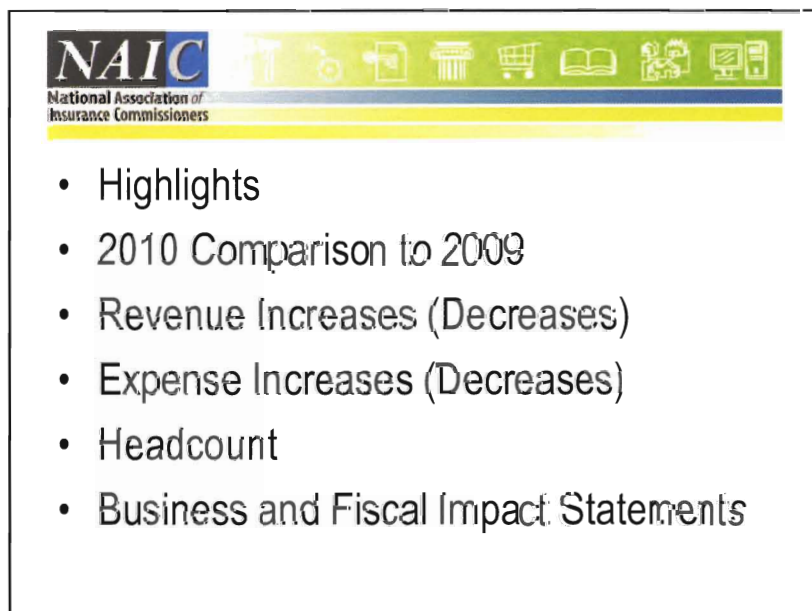 NAIC
National Association of
Insurance Commissioners
• Highlights
• 2010 Comparison to 2009
• Revenue Increases (Decreases)
• Expense Increases (Decreases)
• Headcount
• Business and Fiscal Impact Statements